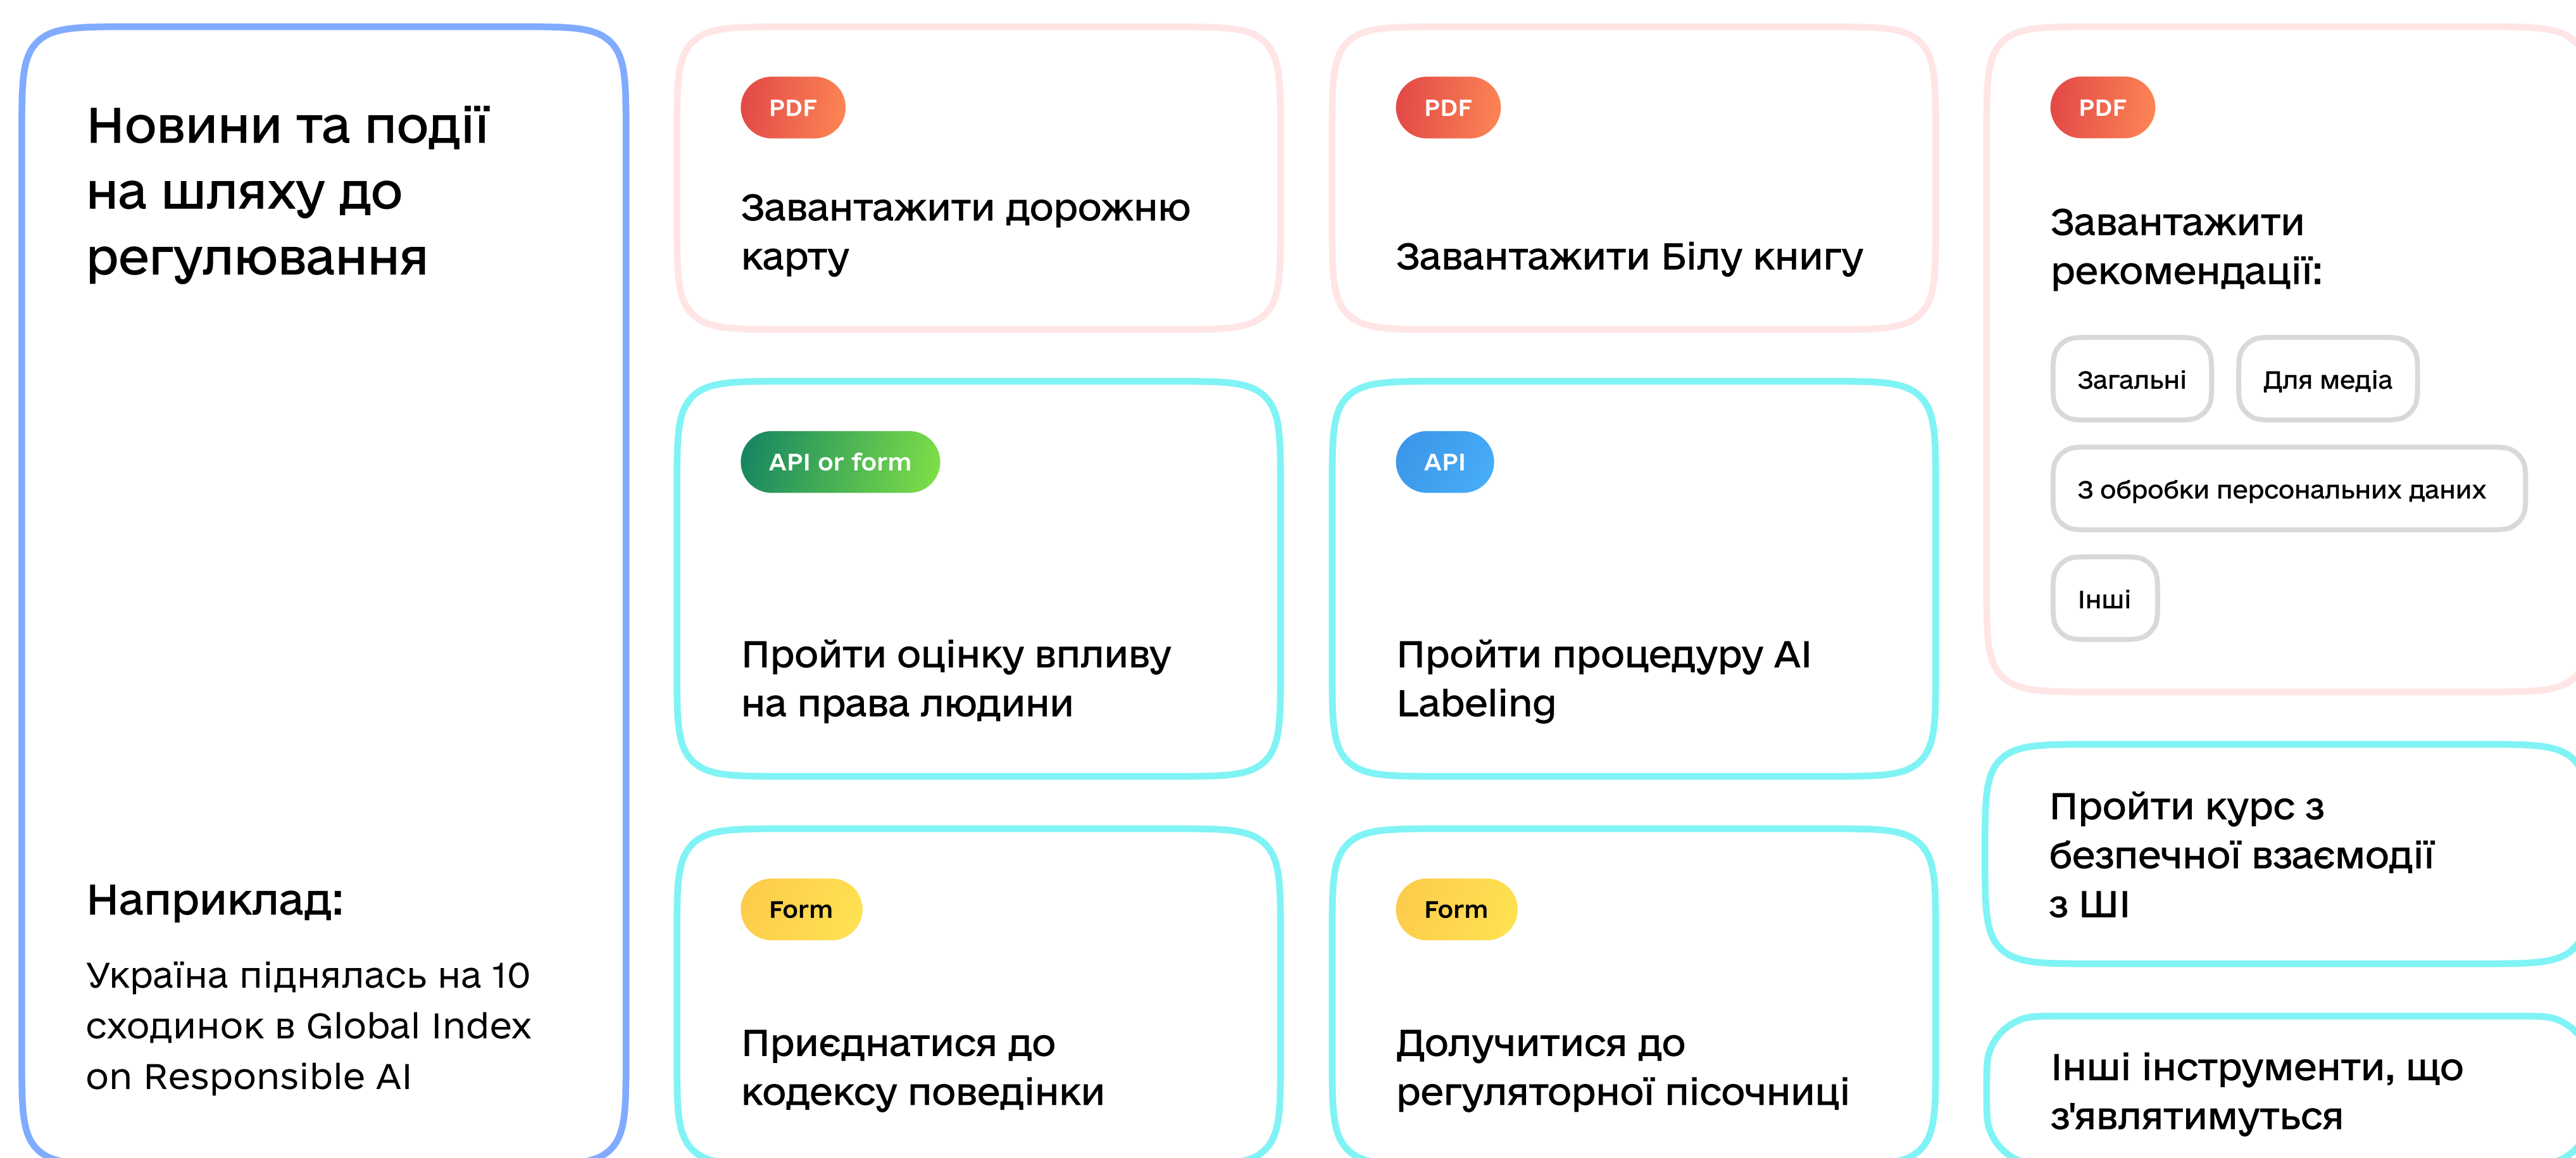 Новини та події
на шляху до
регулювання
Наприклад:
Україна піднялась на 10
сходинок в Global Index
on Responsible AI
PDF
Завантажити дорожню
карту
PDF
Завантажити Білу книгу
PDF
Завантажити
рекомендації:
Загальні
Для медіа
З обробки персональних даних
Інші
API or form
Пройти оцінку впливу
на права людини
API
Пройти процедуру AI
Labeling
Пройти курс з
безпечної взаємодії
з ШІ
Form
Приєднатися до
кодексу поведінки
Form
Долучитися до
регуляторної пісочниці
Інші інструменти, що
з'являтимуться